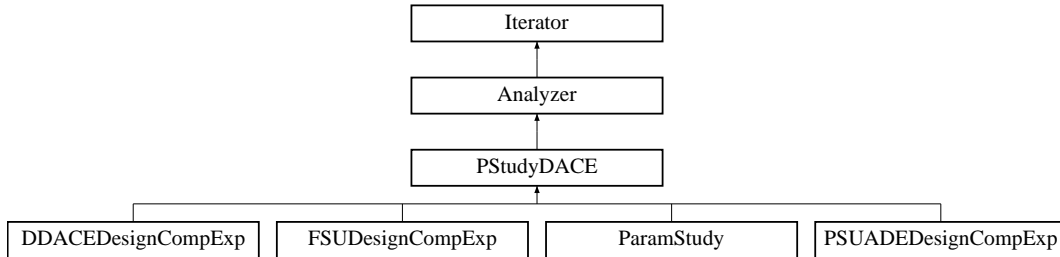 Iterator
Analyzer
PStudyDACE
DDACEDesignCompExp FSUDesignCompExp ParamStudy PSUADEDesignCompExp